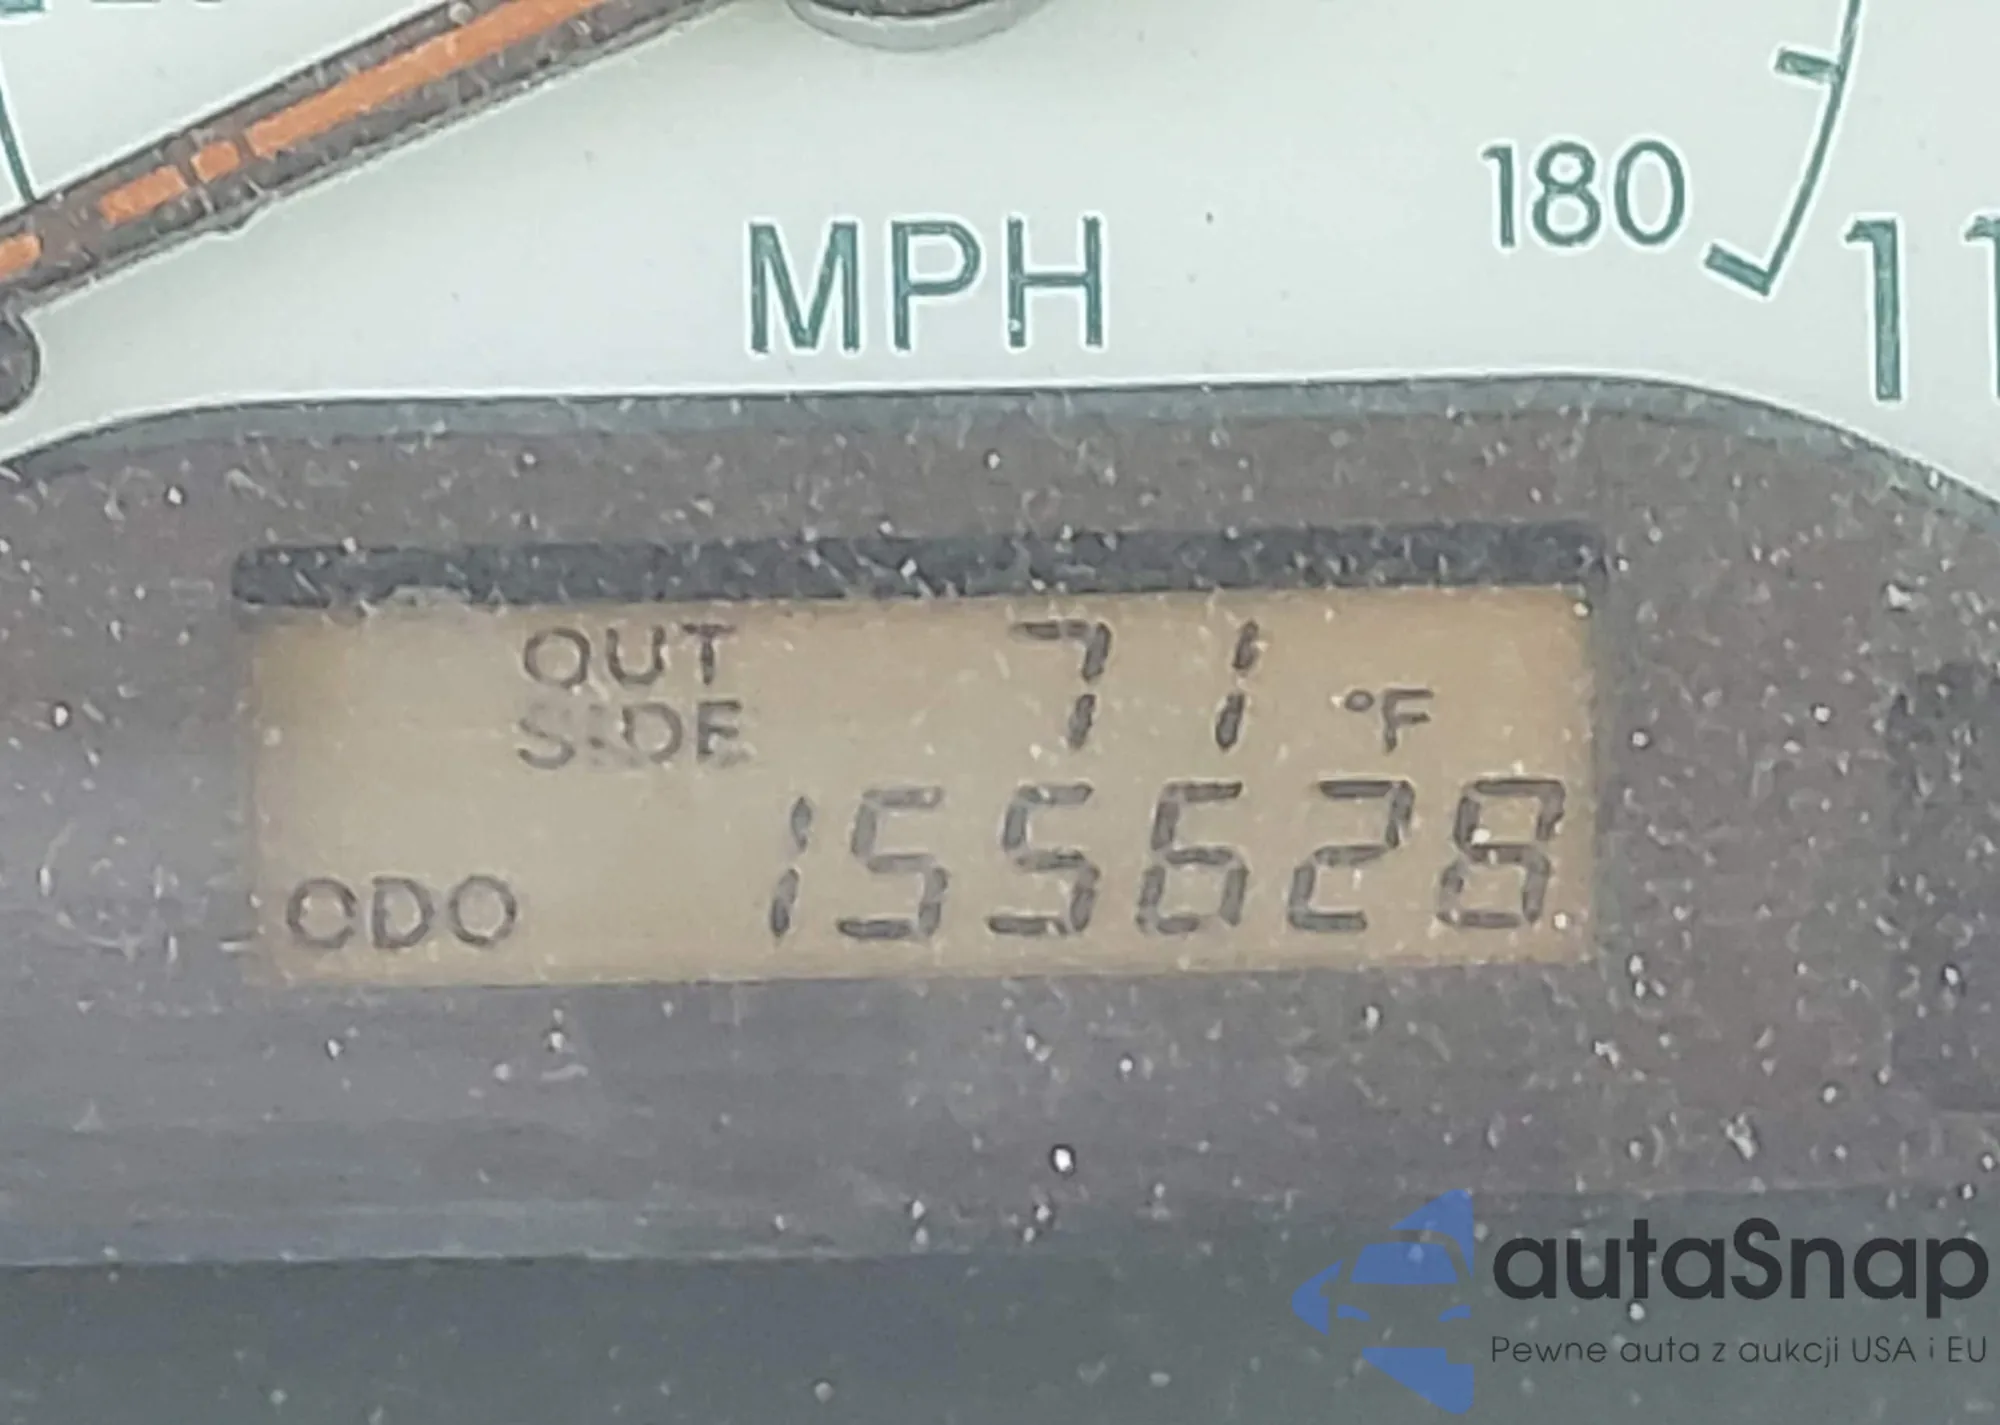 180
MPH
OUT SIDE 71 °F
ODO 155628
autaSnap
Pewne auta z aukcji USA i EU